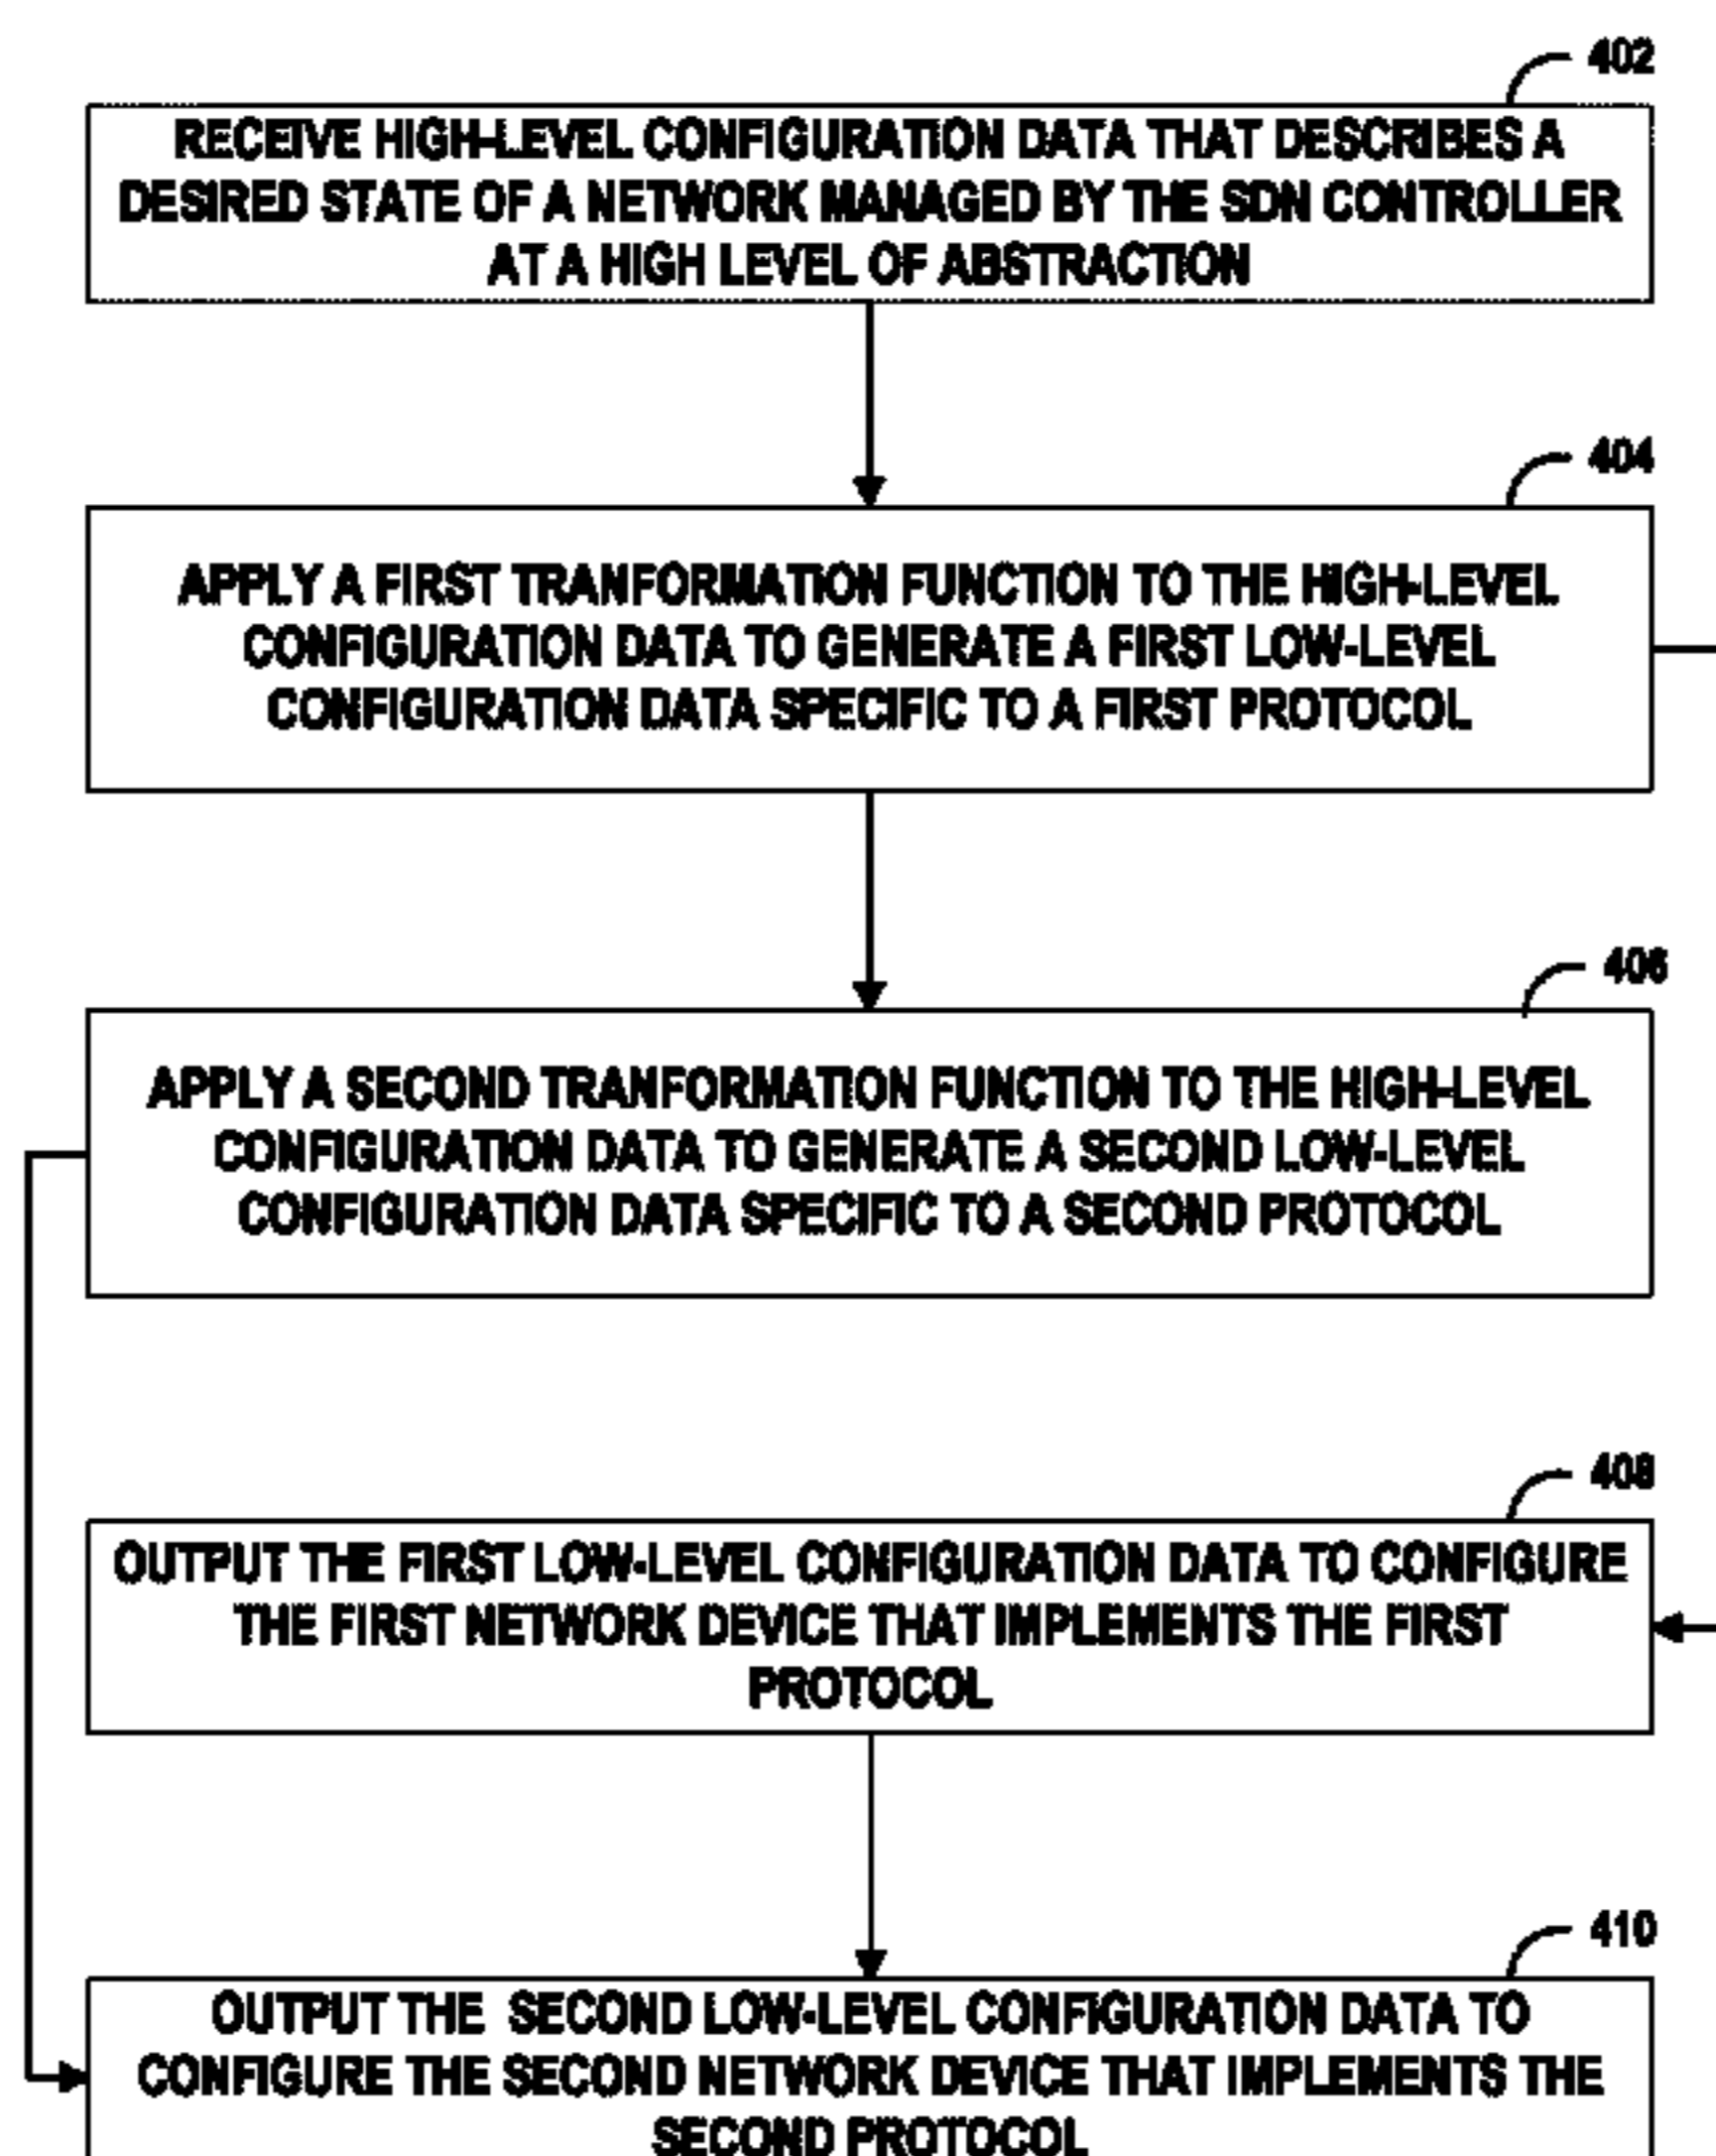 402
RECEIVE HIGH-LEVEL CONFIGURATION DATA THAT DESCRIBES A
DESIRED STATE OF A NETWORK MANAGED BY THE SDN CONTROLLER
AT A HIGH LEVEL OF ABSTRACTION
404
APPLY A FIRST TRANFORMATION FUNCTION TO THE HIGH-LEVEL
CONFIGURATION DATA TO GENERATE A FIRST LOW-LEVEL
CONFIGURATION DATA SPECIFIC TO A FIRST PROTOCOL
406
APPLY A SECOND TRANFORMATION FUNCTION TO THE HIGH-LEVEL
CONFIGURATION DATA TO GENERATE A SECOND LOW-LEVEL
CONFIGURATION DATA SPECIFIC TO A SECOND PROTOCOL
408
OUTPUT THE FIRST LOW-LEVEL CONFIGURATION DATA TO CONFIGURE
THE FIRST NETWORK DEVICE THAT IMPLEMENTS THE FIRST
PROTOCOL
410
OUTPUT THE SECOND LOW-LEVEL CONFIGURATION DATA TO
CONFIGURE THE SECOND NETWORK DEVICE THAT IMPLEMENTS THE
SECOND PROTOCOL